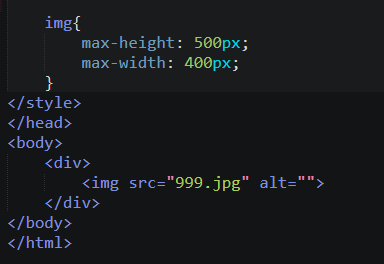 img{
max-height: 500px;
max-width: 400px;
}
</style>
</head>
<body>
<div>
<img src="999.jpg" alt="">
</div>
</body>
</html>